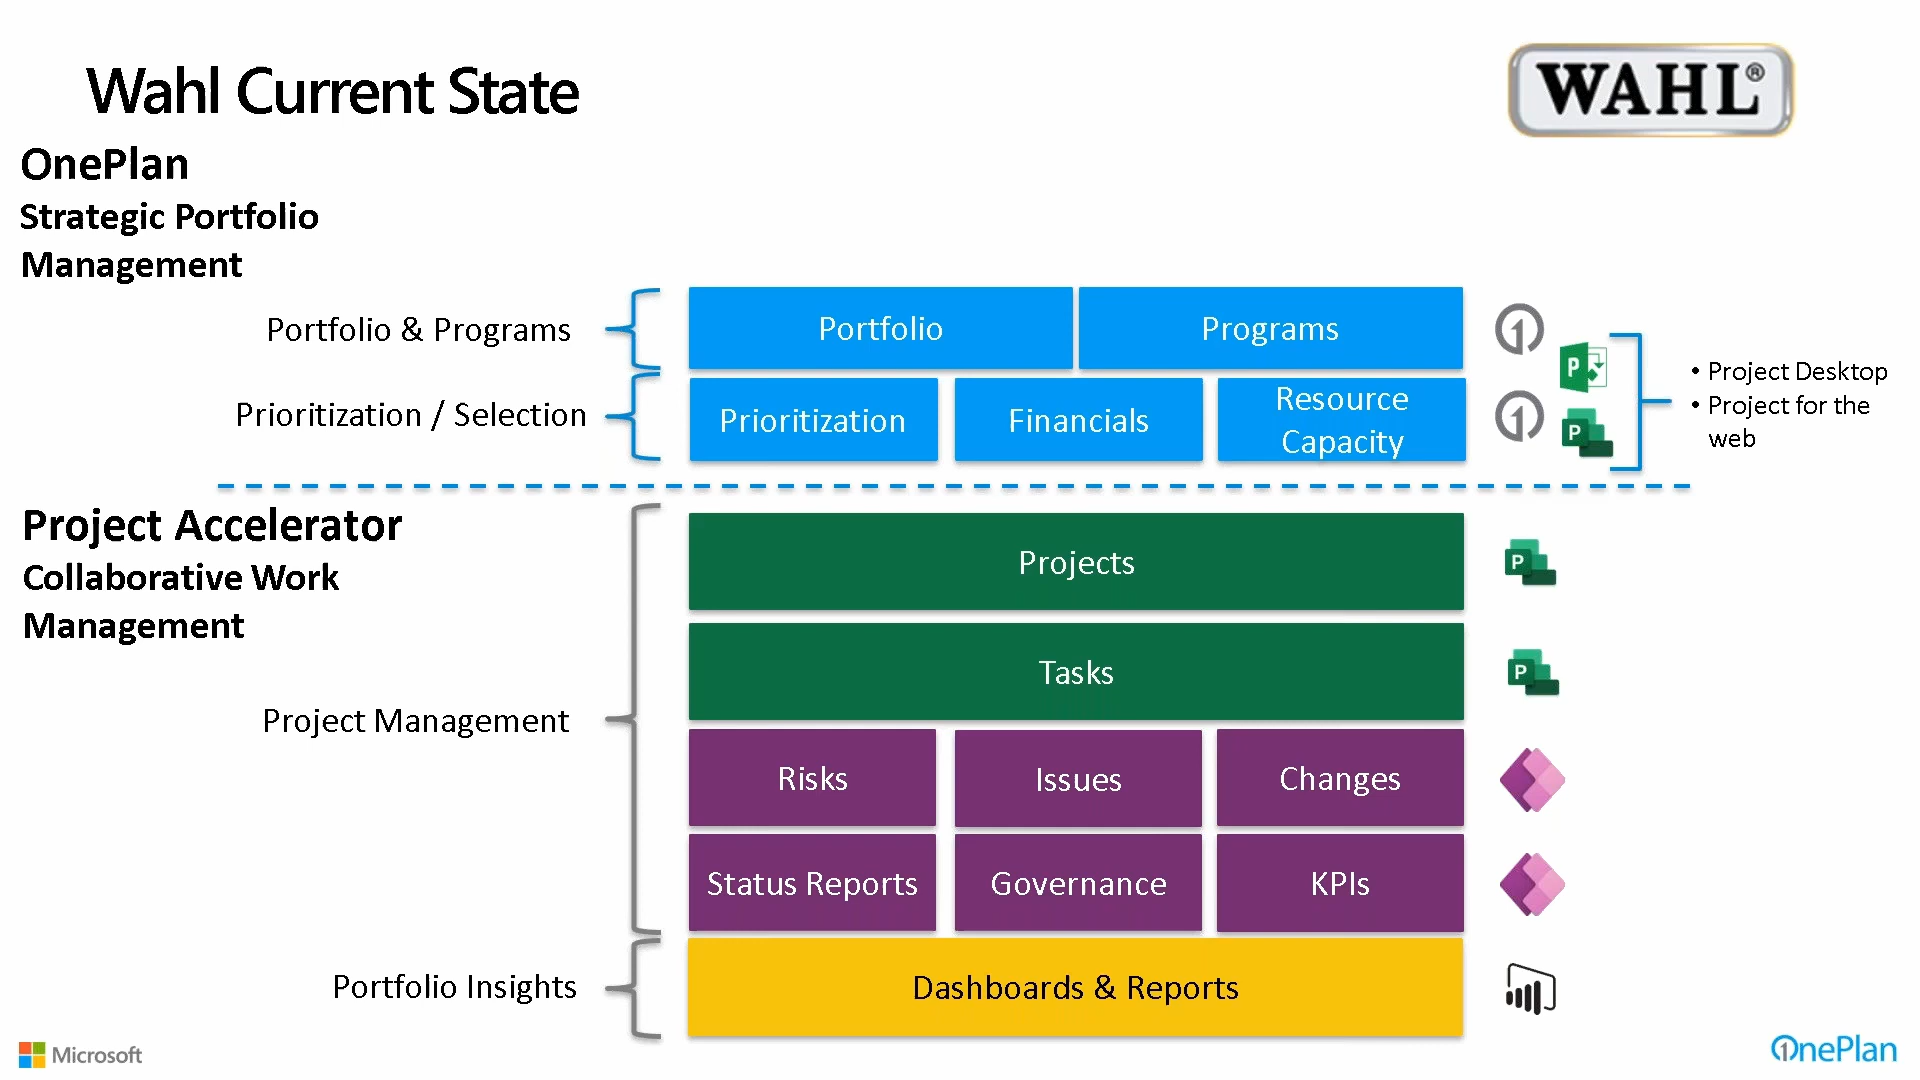 Wahl Current State
WAHL®
OnePlan
Strategic Portfolio
Management
Portfolio & Programs
Portfolio
Programs
Prioritization / Selection
Prioritization
Financials
Resource
Capacity
• Project Desktop
• Project for the
web
Project Accelerator
Collaborative Work
Management
Project Management
Projects
Tasks
Risks
Issues
Changes
Status Reports
Governance
KPIs
Portfolio Insights
Dashboards & Reports
Microsoft
OnePlan